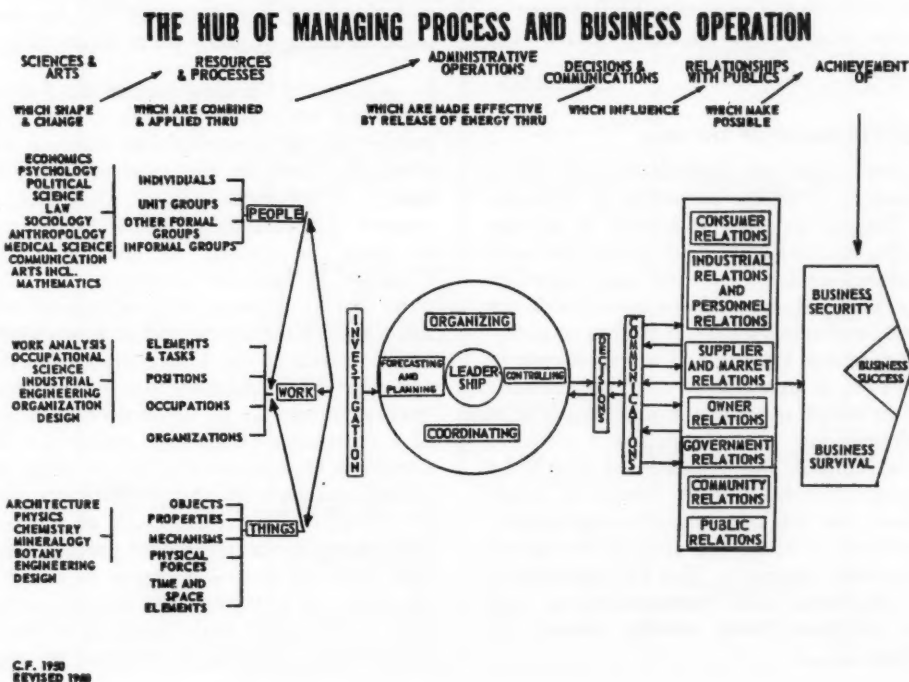 THE HUB OF MANAGING PROCESS AND BUSINESS OPERATION
SCIENCES &
ARTS
WHICH SHAPE
& CHANGE
RESOURCES
& PROCESSES
WHICH ARE COMBINED
& APPLIED THRU
ADMINISTRATIVE
OPERATIONS
WHICH ARE MADE EFFECTIVE
BY RELEASE OF ENERGY THRU
DECISIONS &
COMMUNICATIONS
WHICH INFLUENCE
RELATIONSHIPS
WITH PUBLICS
WHICH MAKE
POSSIBLE
ACHIEVEMENT
OF
ECONOMICS
PSYCHOLOGY
POLITICAL
SCIENCE
LAW
SOCIOLOGY
ANTHROPOLOGY
MEDICAL SCIENCE
COMMUNICATION
ARTS INCL.
MATHEMATICS
INDIVIDUALS
UNIT GROUPS
OTHER FORMAL
GROUPS
INFORMAL GROUPS
PEOPLE
WORK ANALYSIS
OCCUPATIONAL
SCIENCE
INDUSTRIAL
ENGINEERING
ORGANIZATION
DESIGN
ELEMENTS
& TASKS
POSITIONS
OCCUPATIONS
ORGANIZATIONS
WORK
ARCHITECTURE
PHYSICS
CHEMISTRY
MINERALOGY
BOTANY
ENGINEERING
DESIGN
OBJECTS
PROPERTIES
MECHANISMS
PHYSICAL
FORCES
TIME AND
SPACE
ELEMENTS
THINGS
INVESTIGATION
ORGANIZING
FORECASTING
AND
PLANNING
LEADER
SHIP
CONTROLLING
COORDINATING
DECISIONS
COMMUNICATIONS
CONSUMER
RELATIONS
INDUSTRIAL
RELATIONS
AND
PERSONNEL
RELATIONS
SUPPLIER
AND MARKET
RELATIONS
OWNER
RELATIONS
GOVERNMENT
RELATIONS
COMMUNITY
RELATIONS
PUBLIC
RELATIONS
BUSINESS
SECURITY
BUSINESS
SUCCESS
BUSINESS
SURVIVAL
C.F. 1950
REVISED 1960